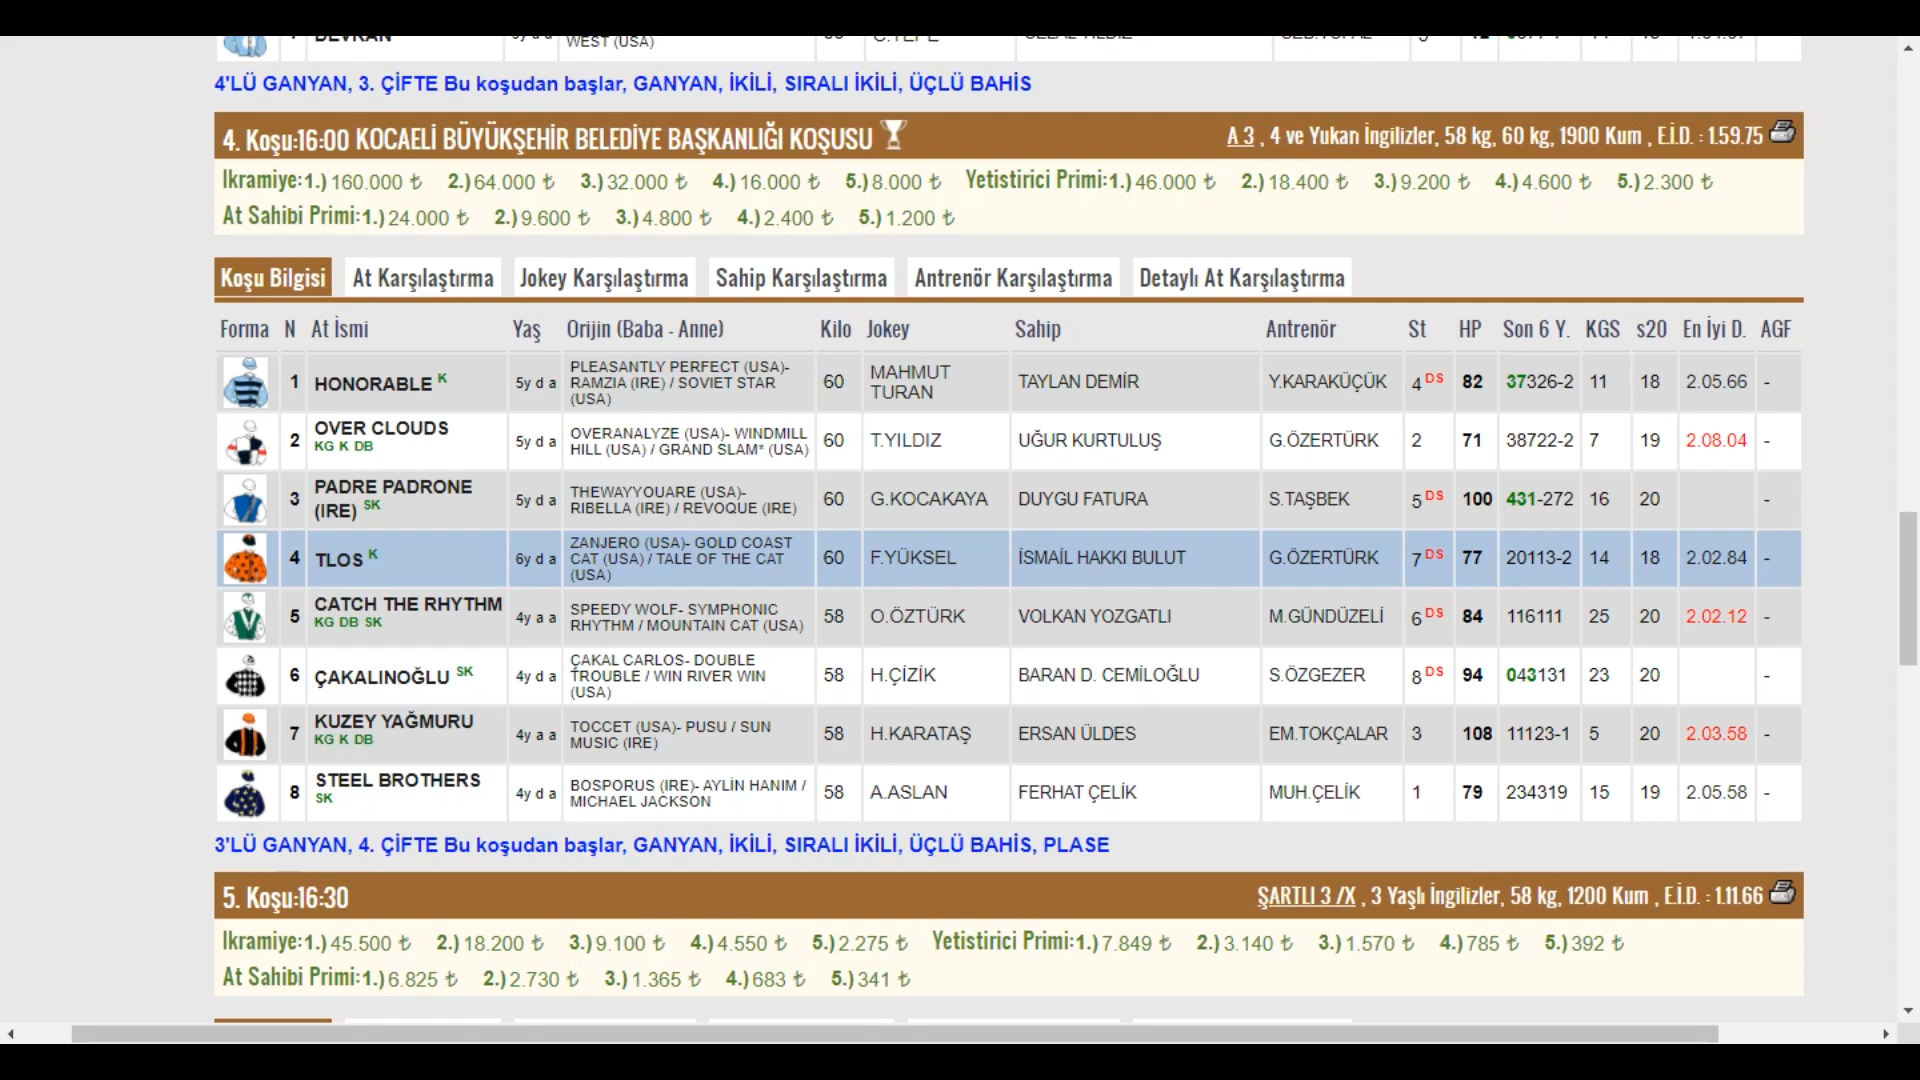 WEST (USA)
4'LÜ GANYAN, 3. ÇİFTE Bu koşudan başlar, GANYAN, İKİLİ, SIRALI İKİLİ, ÜÇLÜ BAHİS
4. Koşu:16:00 KOCAELİ BÜYÜKŞEHİR BELEDİYE BAŞKANLIĞI KOŞUSU A 3 , 4 ve Yukarı İngilizler, 58 kg, 60 kg, 1900 Kum , E.İ.D. : 1.59.75
Ikramiye:1.) 160.000 ₺ 2.) 64.000 ₺ 3.) 32.000 ₺ 4.) 16.000 ₺ 5.) 8.000 ₺ Yetistirici Primi:1.) 46.000 ₺ 2.) 18.400 ₺ 3.) 9.200 ₺ 4.) 4.600 ₺ 5.) 2.300 ₺
At Sahibi Primi:1.) 24.000 ₺ 2.) 9.600 ₺ 3.) 4.800 ₺ 4.) 2.400 ₺ 5.) 1.200 ₺
Koşu Bilgisi At Karşılaştırma Jokey Karşılaştırma Sahip Karşılaştırma Antrenör Karşılaştırma Detaylı At Karşılaştırma
Forma N At İsmi Yaş Orijin (Baba - Anne) Kilo Jokey Sahip Antrenör St HP Son 6 Y. KGS s20 En İyi D. AGF
1 HONORABLE K 5y d a PLEASANTLY PERFECT (USA)- RAMZIA (IRE) / SOVIET STAR (USA) 60 MAHMUT TURAN TAYLAN DEMİR Y.KARAKÜÇÜK 4 DS 82 37326-2 11 18 2.05.66 -
2 OVER CLOUDS KG K DB 5y d a OVERANALYZE (USA)- WINDMILL HILL (USA) / GRAND SLAM* (USA) 60 T.YILDIZ UĞUR KURTULUŞ G.ÖZERTÜRK 2 71 38722-2 7 19 2.08.04 -
3 PADRE PADRONE (IRE) SK 5y d a THEWAYYOUARE (USA)- RIBELLA (IRE) / REVOQUE (IRE) 60 G.KOCAKAYA DUYGU FATURA S.TAŞBEK 5 DS 100 431-272 16 20 -
4 TLOS K 6y d a ZANJERO (USA)- GOLD COAST CAT (USA) / TALE OF THE CAT (USA) 60 F.YÜKSEL İSMAİL HAKKI BULUT G.ÖZERTÜRK 7 DS 77 20113-2 14 18 2.02.84 -
5 CATCH THE RHYTHM KG DB SK 4y a a SPEEDY WOLF- SYMPHONIC RHYTHM / MOUNTAIN CAT (USA) 58 O.ÖZTÜRK VOLKAN YOZGATLI M.GÜNDÜZELİ 6 DS 84 116111 25 20 2.02.12 -
6 ÇAKALINOĞLU SK 4y d a ÇAKAL CARLOS- DOUBLE TROUBLE / WIN RIVER WIN (USA) 58 H.ÇİZİK BARAN D. CEMİLOĞLU S.ÖZGEZER 8 DS 94 043131 23 20 -
7 KUZEY YAĞMURU KG K DB 4y a a TOCCET (USA)- PUSU / SUN MUSIC (IRE) 58 H.KARATAŞ ERSAN ÜLDES EM.TOKÇALAR 3 108 11123-1 5 20 2.03.58 -
8 STEEL BROTHERS SK 4y d a BOSPORUS (IRE)- AYLİN HANIM / MICHAEL JACKSON 58 A.ASLAN FERHAT ÇELİK MUH.ÇELİK 1 79 234319 15 19 2.05.58 -
3'LÜ GANYAN, 4. ÇİFTE Bu koşudan başlar, GANYAN, İKİLİ, SIRALI İKİLİ, ÜÇLÜ BAHİS, PLASE
5. Koşu:16:30 ŞARTLI 3 /X , 3 Yaşlı İngilizler, 58 kg, 1200 Kum , E.İ.D. : 1.11.66
Ikramiye:1.) 45.500 ₺ 2.) 18.200 ₺ 3.) 9.100 ₺ 4.) 4.550 ₺ 5.) 2.275 ₺ Yetistirici Primi:1.) 7.849 ₺ 2.) 3.140 ₺ 3.) 1.570 ₺ 4.) 785 ₺ 5.) 392 ₺
At Sahibi Primi:1.) 6.825 ₺ 2.) 2.730 ₺ 3.) 1.365 ₺ 4.) 683 ₺ 5.) 341 ₺